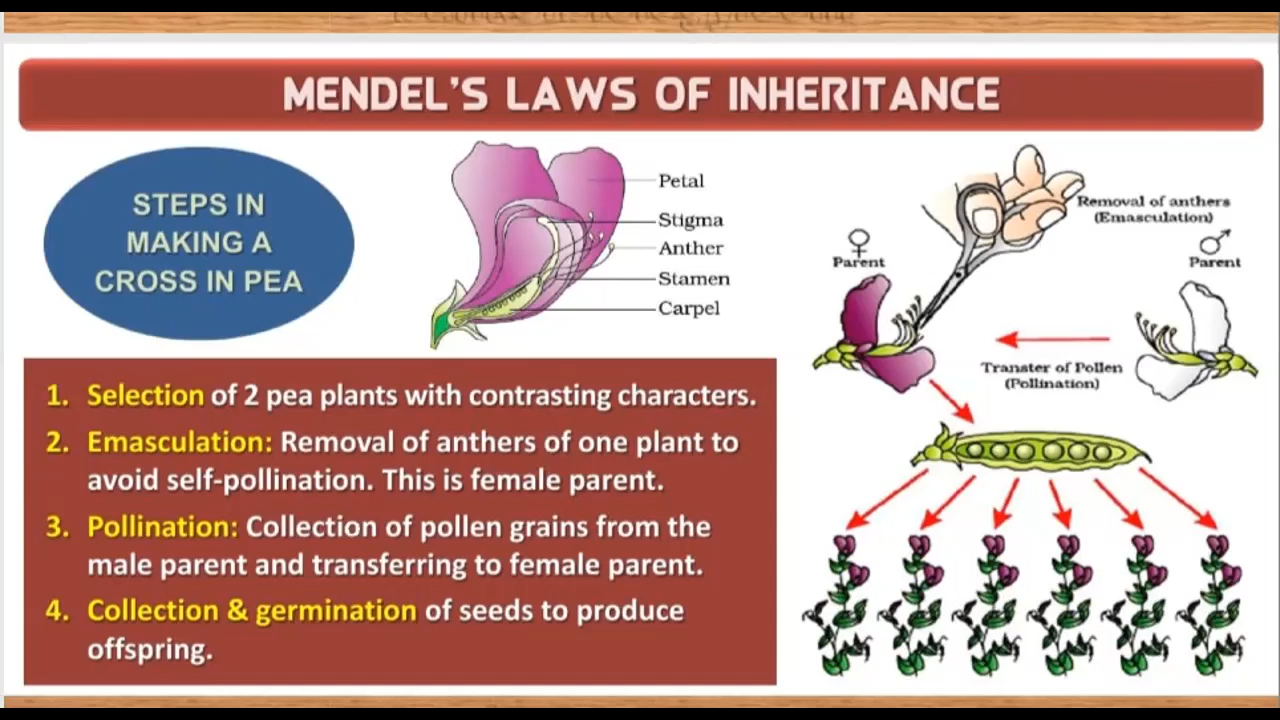 MENDEL'S LAWS OF INHERITANCE
STEPS IN
MAKING A
CROSS IN PEA
Petal
Stigma
Anther
Stamen
Carpel
Removal of anthers
(Emasculation)
♀
Parent
♂
Parent
Transter of Pollen
(Pollination)
1. Selection of 2 pea plants with contrasting characters.
2. Emasculation: Removal of anthers of one plant to
avoid self-pollination. This is female parent.
3. Pollination: Collection of pollen grains from the
male parent and transferring to female parent.
4. Collection & germination of seeds to produce
offspring.